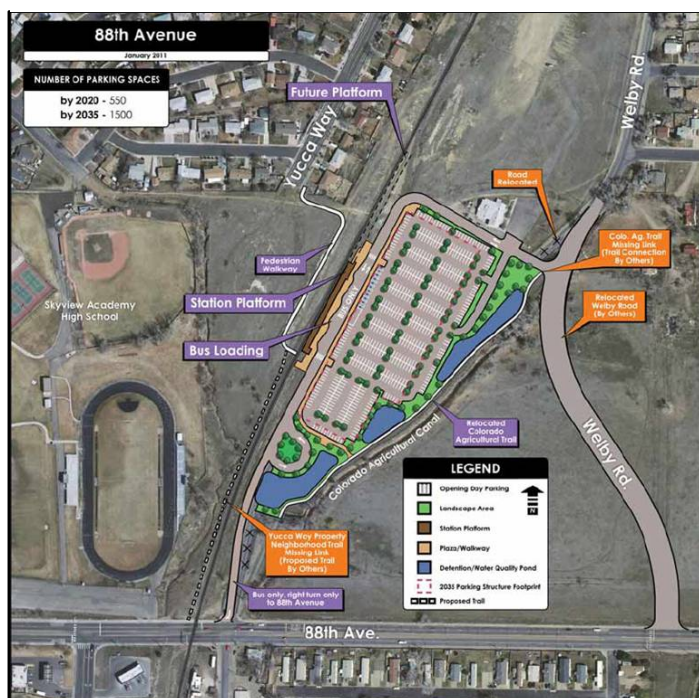 88th Avenue
January 2011
NUMBER OF PARKING SPACES
by 2020 - 550
by 2035 - 1500
Future Platform
Yucca Way
Welby Rd.
Road
Relocated
Colo. Ag. Trail
Missing Link
(Trail Connection
By Others)
Pedestrian
Walkway
Station Platform
Skyview Academy
High School
Relocated
Welby Road
(By Others)
Bus Loading
BUS ONLY
Relocated
Colorado
Agricultural Trail
Colorado Agricultural Canal
Welby Rd.
LEGEND
Opening Day Parking
Landscape Area
Station Platform
Plaza/Walkway
Detention/Water Quality Pond
2035 Parking Structure Footprint
Proposed Trail
N
Yucca Way Property
Neighborhood Trail
Missing Link
(Proposed Trail
By Others)
Bus only, right turn only
to 88th Avenue
88th Ave.